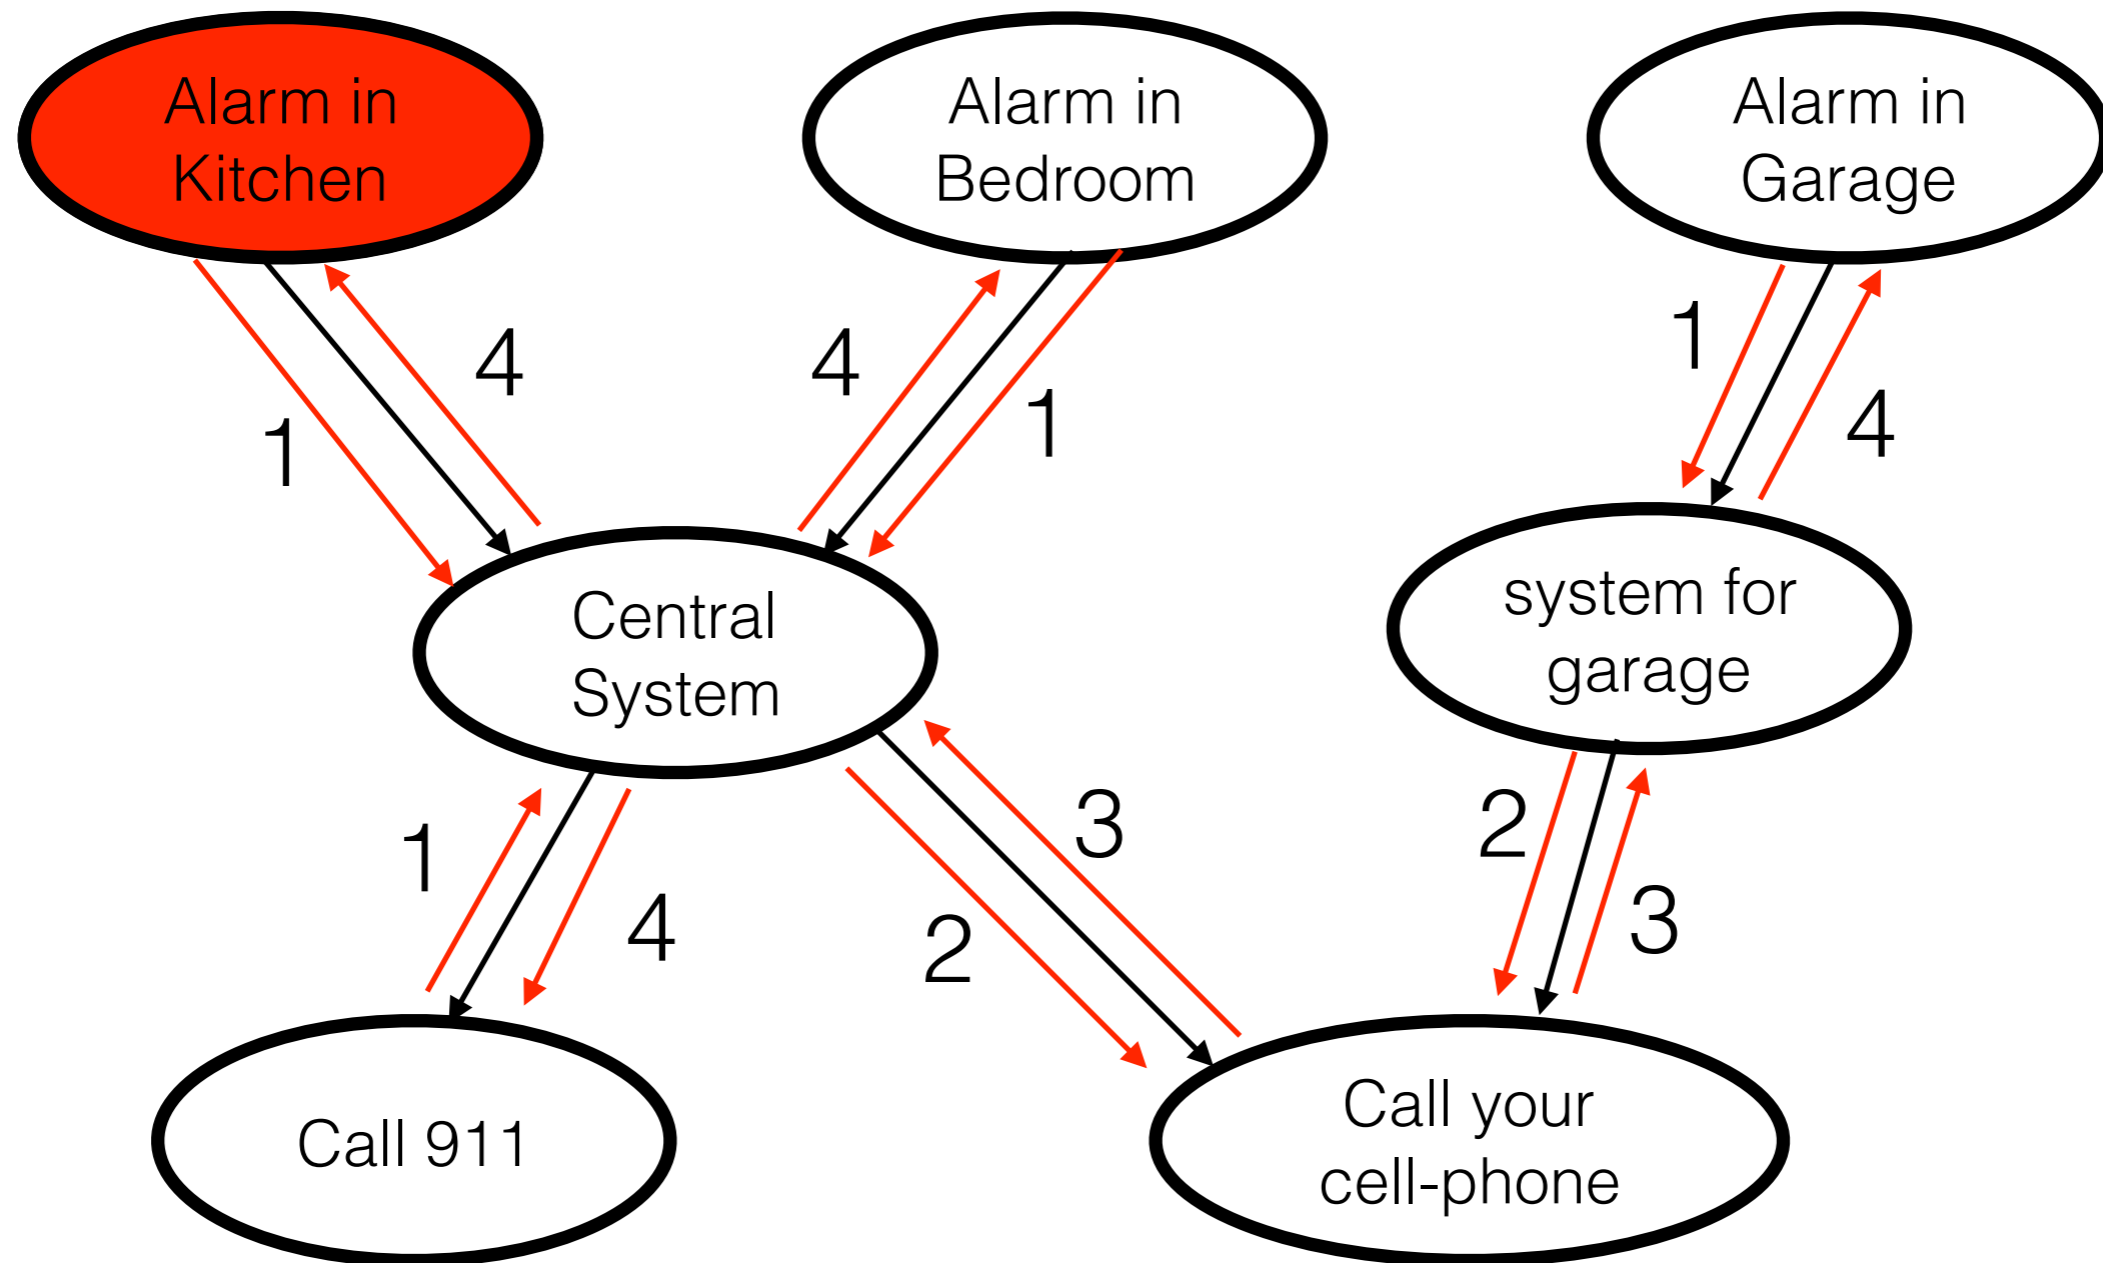 Alarm in
Kitchen
Alarm in
Bedroom
Alarm in
Garage
1
4
4
1
1
4
Central
System
system for
garage
1
4
2
3
2
3
Call 911
Call your
cell-phone